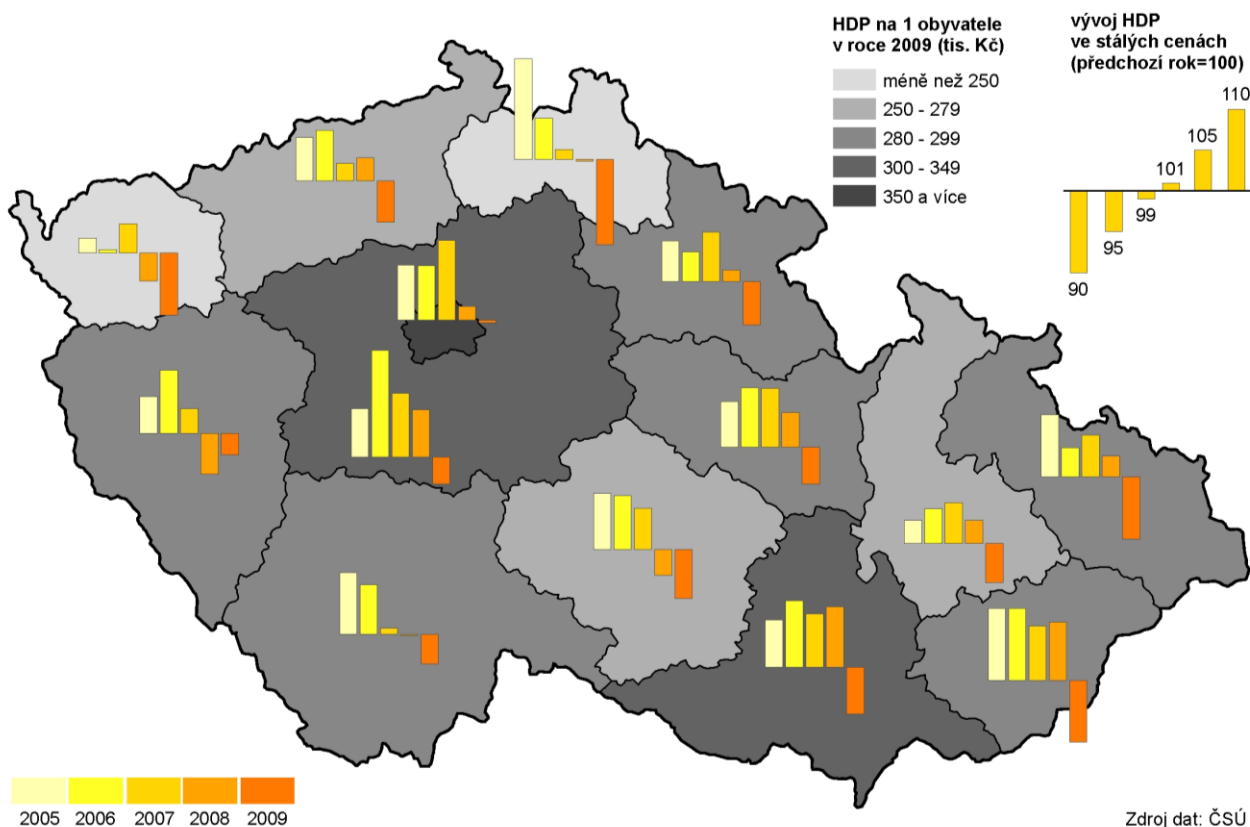 HDP na 1 obyvatele
v roce 2009 (tis. Kč)
méně než 250
250 - 279
280 - 299
300 - 349
350 a více
vývoj HDP
ve stálých cenách
(předchozí rok=100)
110
105
101
99
95
90
2005 2006 2007 2008 2009
Zdroj dat: ČSÚ